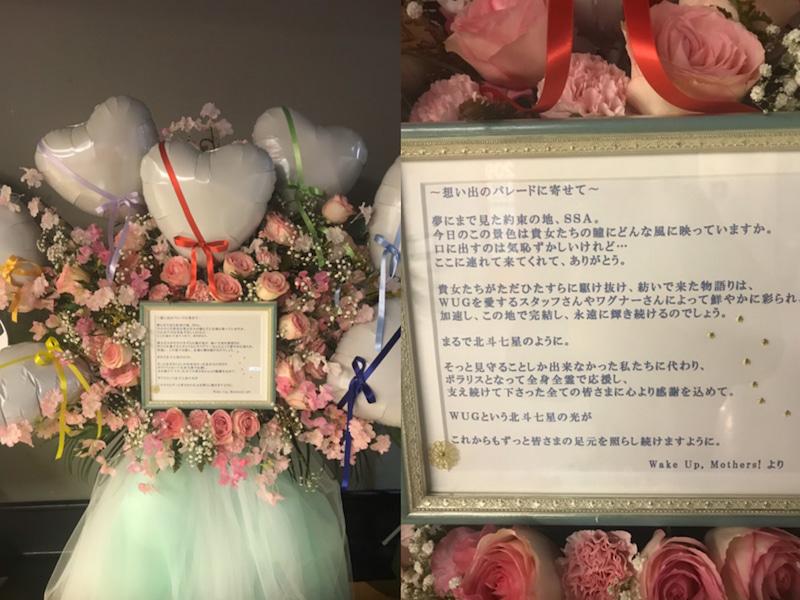 ～想い出のパレードに寄せて～
夢にまで見た約束の地、SSA。
今日のこの景色は貴女たちの瞳にどんな風に映っていますか。
口に出すのは気恥ずかしいけれど…
ここに連れて来てくれて、ありがとう。
貴女たちがただひたすらに駆け抜け、紡いで来た物語りは、
WUGを愛するスタッフさんやワグナーさんによって鮮やかに彩られ、
加速し、この地で完結し、永遠に輝き続けるのでしょう。
まるで北斗七星のように。
そっと見守ることしか出来なかった私たちに代わり、
ポラリスとなって全身全霊で応援し、
支え続けて下さった全ての皆さまに心より感謝を込めて。
WUGという北斗七星の光が
これからもずっと皆さまの足元を照らし続けますように。
Wake Up, Mothers! より